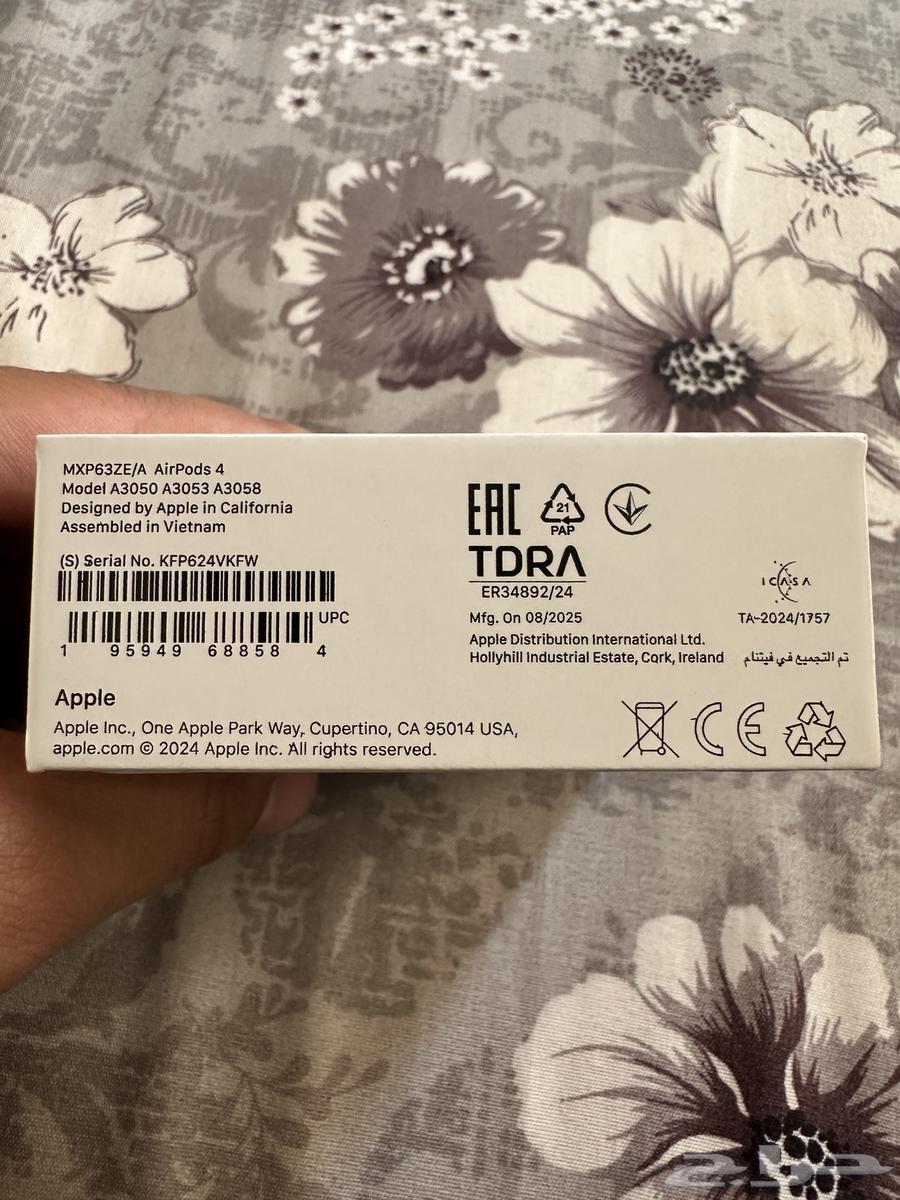 MXP63ZE/A AirPods 4
Model A3050 A3053 A3058
Designed by Apple in California
Assembled in Vietnam
(S) Serial No. KFP624VKFW
UPC
1 95949 68858 4
Apple
Apple Inc., One Apple Park Way, Cupertino, CA 95014 USA,
apple.com © 2024 Apple Inc. All rights reserved.
EAC
21
PAP
TDRA
ER34892/24
Mfg. On 08/2025
Apple Distribution International Ltd.
Hollyhill Industrial Estate, Cork, Ireland
ICASA
TA-2024/1757
تم التجميع في فيتنام
CE
حراج